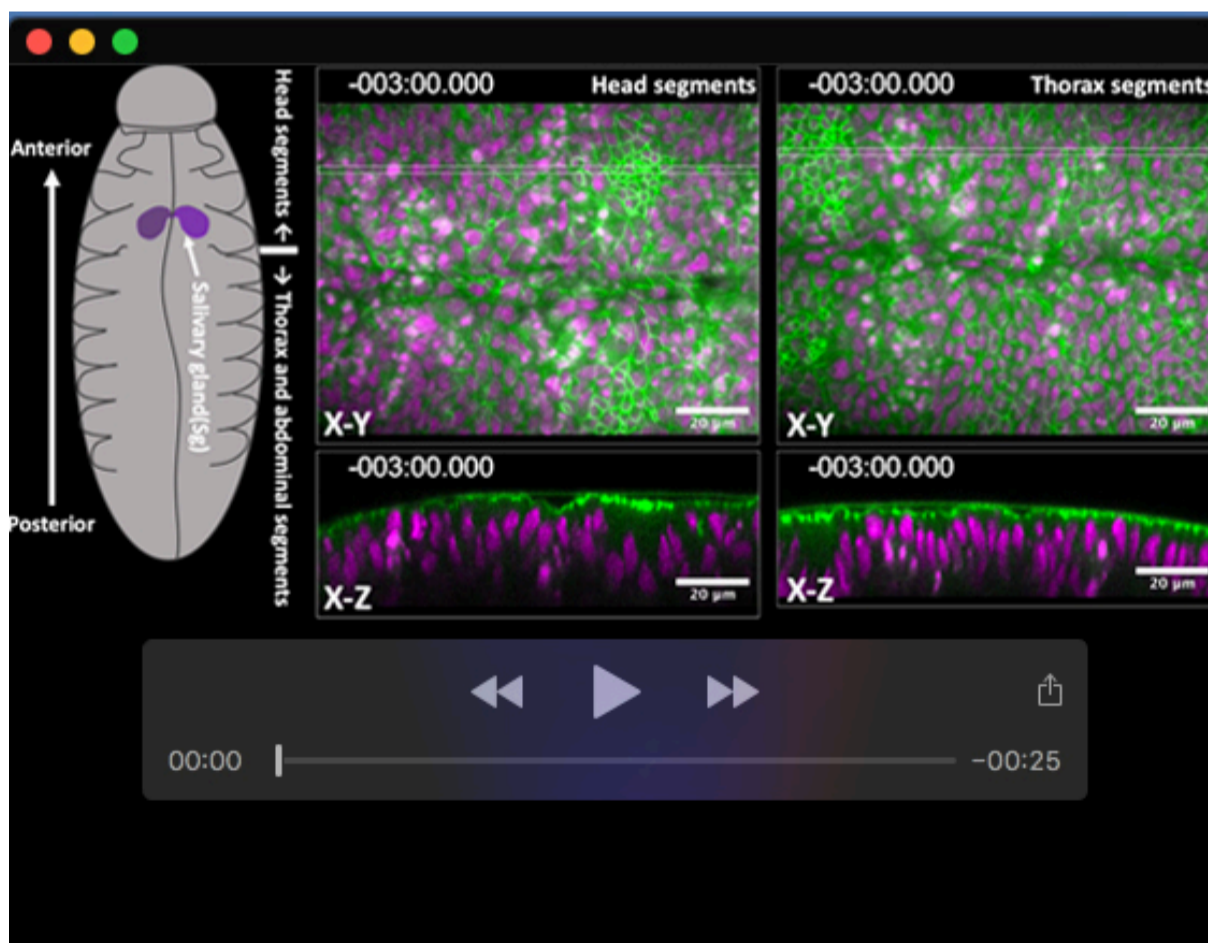 Anterior
Posterior
Salivary gland(Sg)
Head segments ← → Thorax and abdominal segments
-003:00.000 Head segments
X-Y
20 µm
-003:00.000
X-Z
20 µm
-003:00.000 Thorax segments
X-Y
20 µm
-003:00.000
X-Z
20 µm
00:00
-00:25